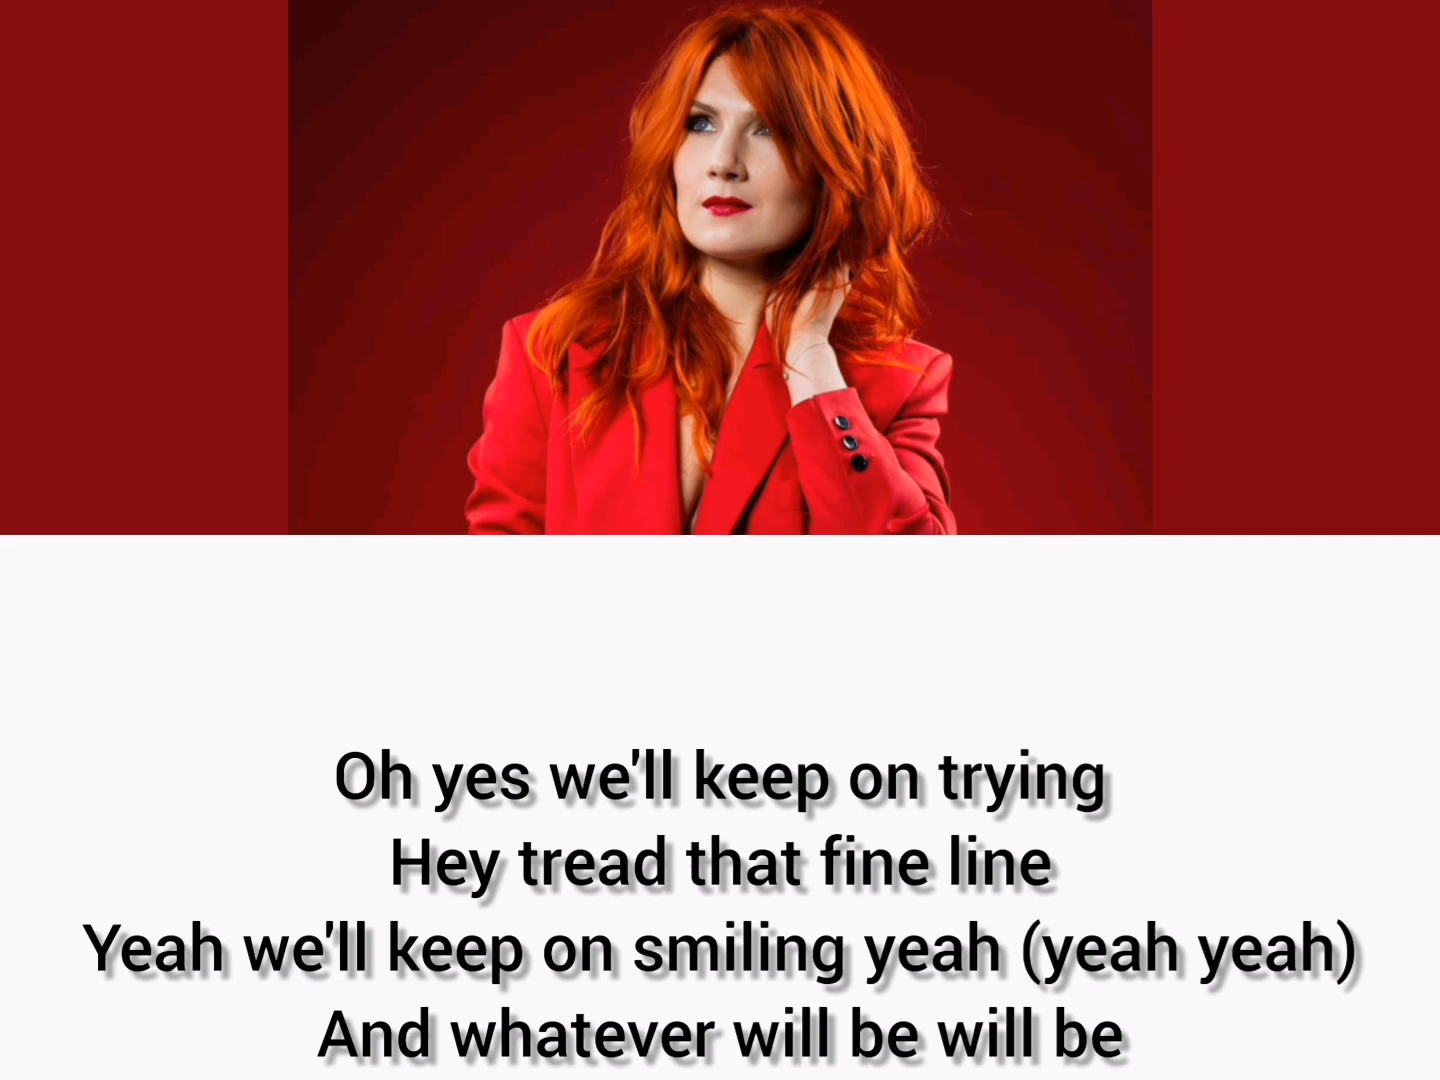 Oh yes we'll keep on trying
Hey tread that fine line
Yeah we'll keep on smiling yeah (yeah yeah)
And whatever will be will be